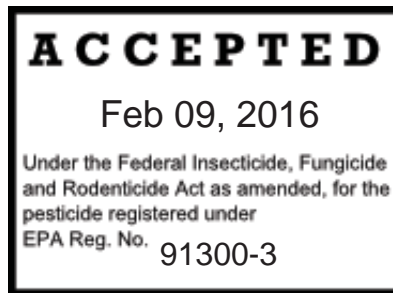 ACCEPTED
Feb 09, 2016
Under the Federal Insecticide, Fungicide
and Rodenticide Act as amended, for the
pesticide registered under
EPA Reg. No. 91300-3